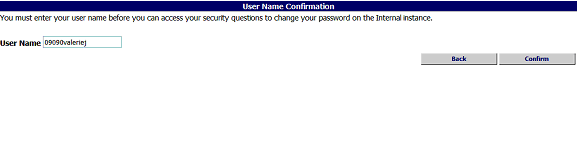 User Name Confirmation
You must enter your user name before you can access your security questions to change your password on the Internal instance.
User Name 09090valeriej
Back Confirm